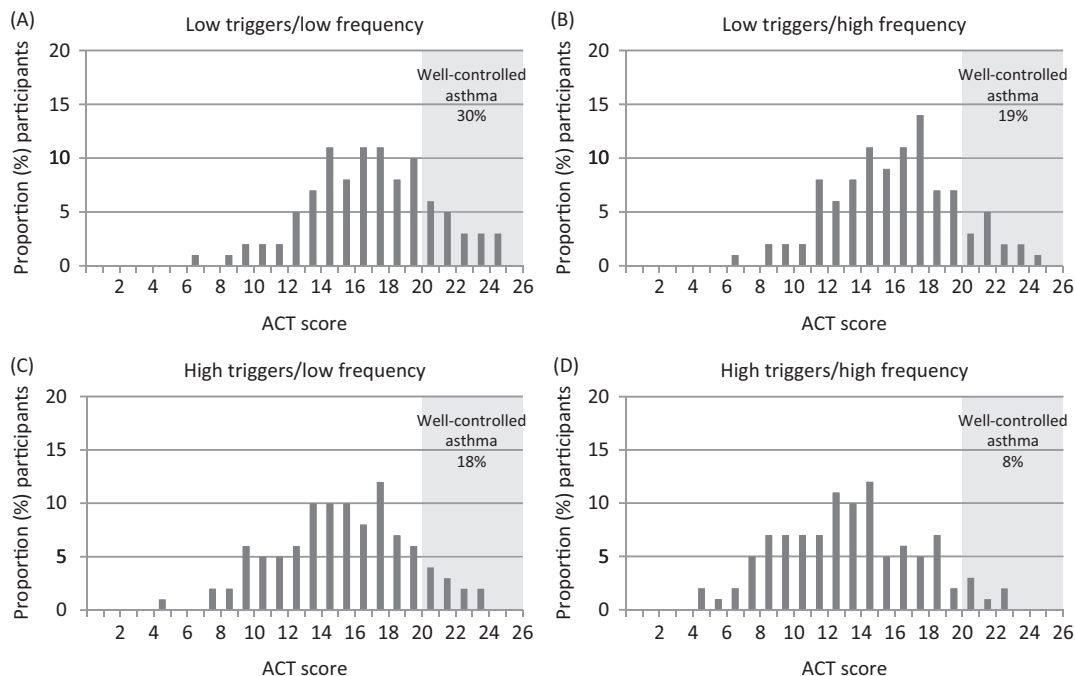 (A)
Low triggers/low frequency
Proportion (%) participants
20
15
10
5
0
Well-controlled
asthma
30%
2 4 6 8 10 12 14 16 18 20 22 24 26
ACT score
(B)
Low triggers/high frequency
Proportion (%) participants
20
15
10
5
0
Well-controlled
asthma
19%
2 4 6 8 10 12 14 16 18 20 22 24 26
ACT score
(C)
High triggers/low frequency
Proportion (%) participants
20
15
10
5
0
Well-controlled
asthma
18%
2 4 6 8 10 12 14 16 18 20 22 24 26
ACT score
(D)
High triggers/high frequency
Proportion (%) participants
20
15
10
5
0
Well-controlled
asthma
8%
2 4 6 8 10 12 14 16 18 20 22 24 26
ACT score